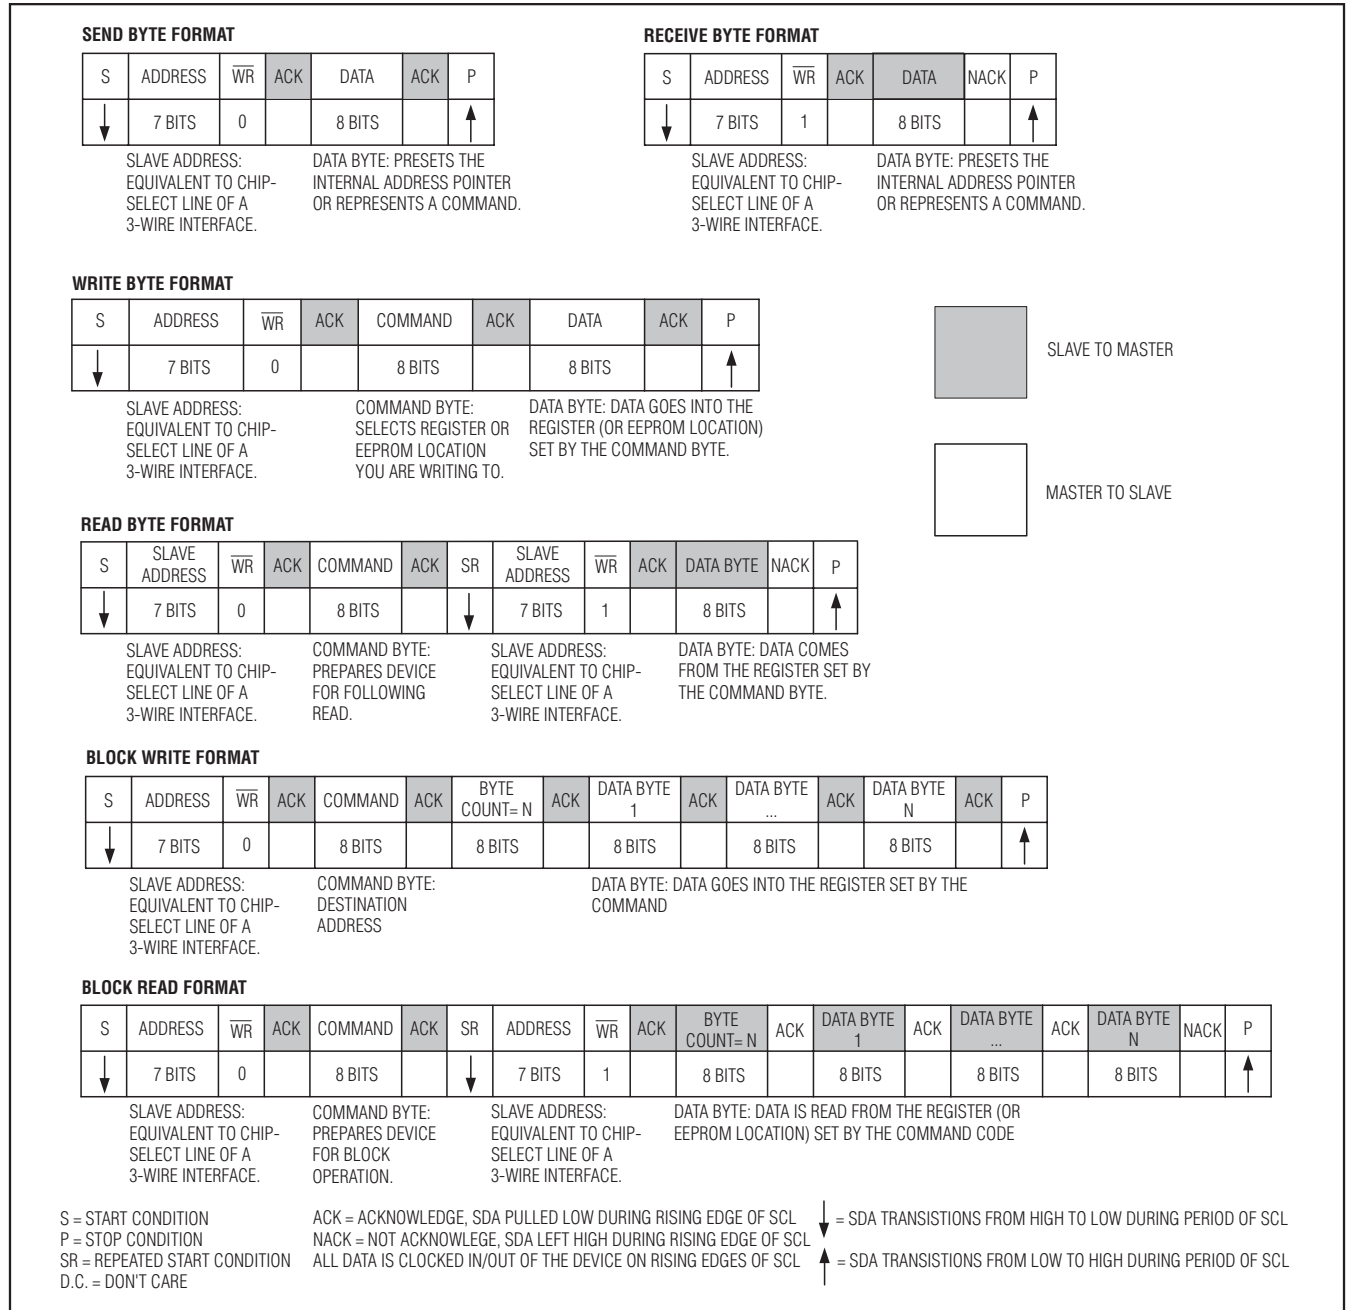 SEND BYTE FORMAT
S ADDRESS WR ACK DATA ACK P
7 BITS 0 8 BITS
SLAVE ADDRESS:
EQUIVALENT TO CHIP-
SELECT LINE OF A
3-WIRE INTERFACE.
DATA BYTE: PRESETS THE
INTERNAL ADDRESS POINTER
OR REPRESENTS A COMMAND.
RECEIVE BYTE FORMAT
S ADDRESS WR ACK DATA NACK P
7 BITS 1 8 BITS
SLAVE ADDRESS:
EQUIVALENT TO CHIP-
SELECT LINE OF A
3-WIRE INTERFACE.
DATA BYTE: PRESETS THE
INTERNAL ADDRESS POINTER
OR REPRESENTS A COMMAND.
WRITE BYTE FORMAT
S ADDRESS WR ACK COMMAND ACK DATA ACK P
7 BITS 0 8 BITS 8 BITS
SLAVE ADDRESS:
EQUIVALENT TO CHIP-
SELECT LINE OF A
3-WIRE INTERFACE.
COMMAND BYTE:
SELECTS REGISTER OR
EEPROM LOCATION
YOU ARE WRITING TO.
DATA BYTE: DATA GOES INTO THE
REGISTER (OR EEPROM LOCATION)
SET BY THE COMMAND BYTE.
SLAVE TO MASTER
MASTER TO SLAVE
READ BYTE FORMAT
S SLAVE ADDRESS WR ACK COMMAND ACK SR SLAVE ADDRESS WR ACK DATA BYTE NACK P
7 BITS 0 8 BITS 7 BITS 1 8 BITS
SLAVE ADDRESS:
EQUIVALENT TO CHIP-
SELECT LINE OF A
3-WIRE INTERFACE.
COMMAND BYTE:
PREPARES DEVICE
FOR FOLLOWING
READ.
SLAVE ADDRESS:
EQUIVALENT TO CHIP-
SELECT LINE OF A
3-WIRE INTERFACE.
DATA BYTE: DATA COMES
FROM THE REGISTER SET BY
THE COMMAND BYTE.
BLOCK WRITE FORMAT
S ADDRESS WR ACK COMMAND ACK BYTE COUNT= N ACK DATA BYTE 1 ACK DATA BYTE ... ACK DATA BYTE N ACK P
7 BITS 0 8 BITS 8 BITS 8 BITS 8 BITS 8 BITS
SLAVE ADDRESS:
EQUIVALENT TO CHIP-
SELECT LINE OF A
3-WIRE INTERFACE.
COMMAND BYTE:
DESTINATION
ADDRESS
DATA BYTE: DATA GOES INTO THE REGISTER SET BY THE
COMMAND
BLOCK READ FORMAT
S ADDRESS WR ACK COMMAND ACK SR ADDRESS WR ACK BYTE COUNT= N ACK DATA BYTE 1 ACK DATA BYTE ... ACK DATA BYTE N NACK P
7 BITS 0 8 BITS 7 BITS 1 8 BITS 8 BITS 8 BITS 8 BITS
SLAVE ADDRESS:
EQUIVALENT TO CHIP-
SELECT LINE OF A
3-WIRE INTERFACE.
COMMAND BYTE:
PREPARES DEVICE
FOR BLOCK
OPERATION.
SLAVE ADDRESS:
EQUIVALENT TO CHIP-
SELECT LINE OF A
3-WIRE INTERFACE.
DATA BYTE: DATA IS READ FROM THE REGISTER (OR
EEPROM LOCATION) SET BY THE COMMAND CODE
S = START CONDITION
P = STOP CONDITION
SR = REPEATED START CONDITION
D.C. = DON'T CARE
ACK = ACKNOWLEDGE, SDA PULLED LOW DURING RISING EDGE OF SCL
NACK = NOT ACKNOWLEGE, SDA LEFT HIGH DURING RISING EDGE OF SCL
ALL DATA IS CLOCKED IN/OUT OF THE DEVICE ON RISING EDGES OF SCL
= SDA TRANSISTIONS FROM HIGH TO LOW DURING PERIOD OF SCL
= SDA TRANSISTIONS FROM LOW TO HIGH DURING PERIOD OF SCL